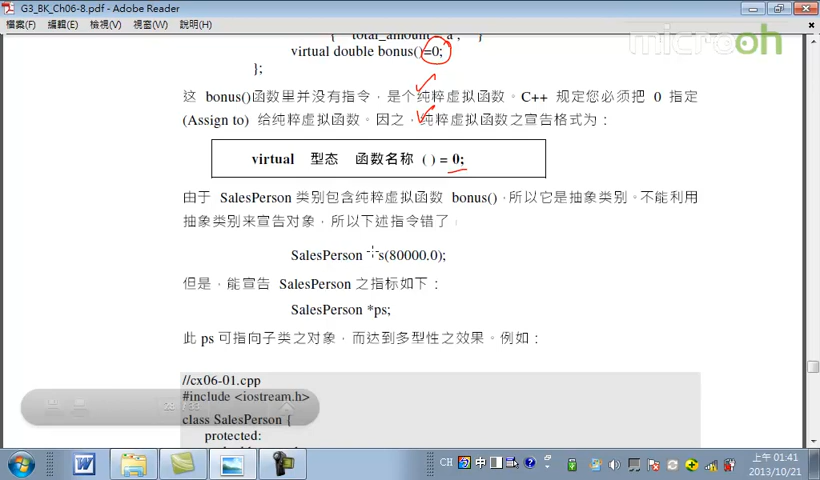 G3_BK_Ch06-8.pdf - Adobe Reader
檔案(F) 編輯(E) 檢視(V) 視窗(W) 說明(H)
microoh
{ total_amount
virtual double bonus()=0;
};
这 bonus()函数里并没有指令，是个纯粹虚拟函数。C++ 规定您必须把 0 指定
(Assign to) 给纯粹虚拟函数。因之，纯粹虚拟函数之宣告格式为：
virtual 型态 函数名称 ( ) = 0;
由于 SalesPerson 类别包含纯粹虚拟函数 bonus()，所以它是抽象类别。不能利用
抽象类别来宣告对象，所以下述指令错了
SalesPerson s(80000.0);
但是，能宣告 SalesPerson 之指标如下：
SalesPerson *ps;
此 ps 可指向子类之对象，而达到多型性之效果。例如：
//cx06-01.cpp
#include <iostream.h>
class SalesPerson {
protected:
CH 中
上午 01:41
2013/10/21